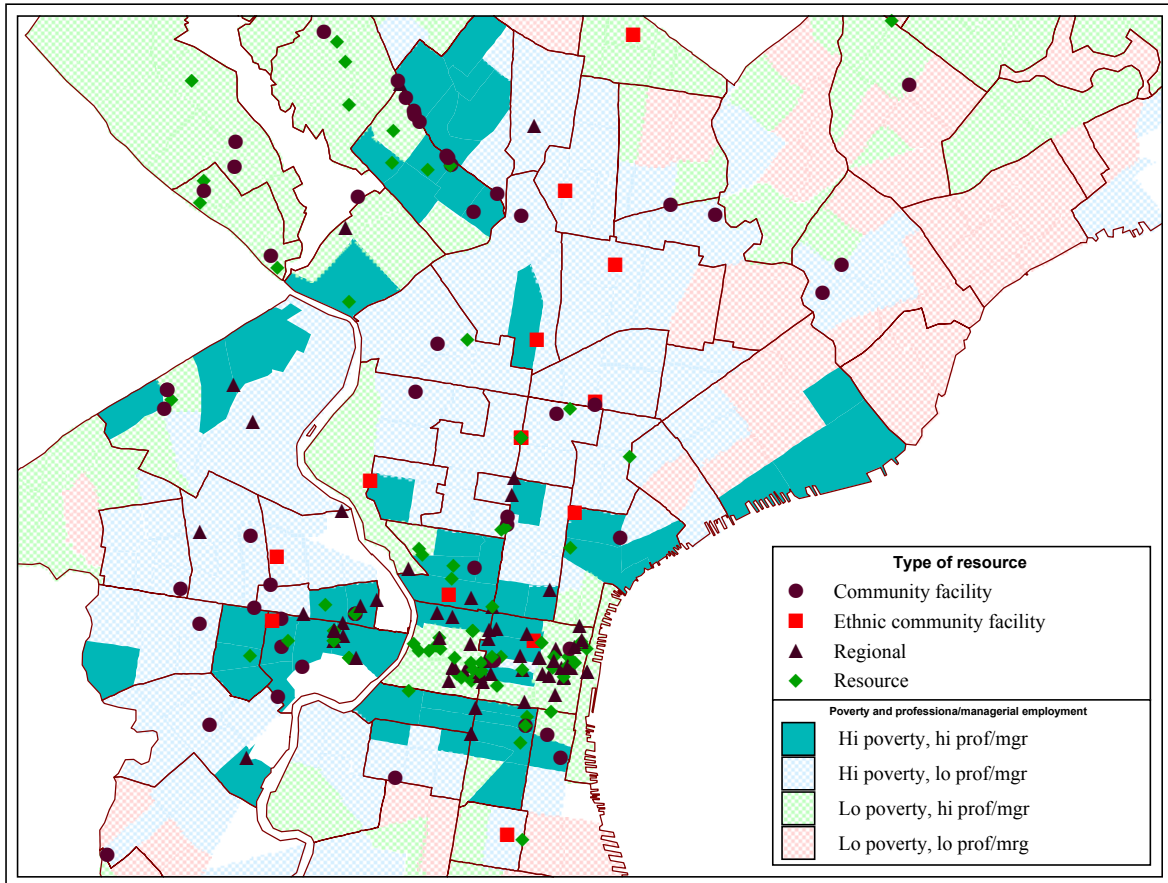 Type of resource
Community facility
Ethnic community facility
Regional
Resource
Poverty and professiona/managerial employment
Hi poverty, hi prof/mgr
Hi poverty, lo prof/mgr
Lo poverty, hi prof/mgr
Lo poverty, lo prof/mrg